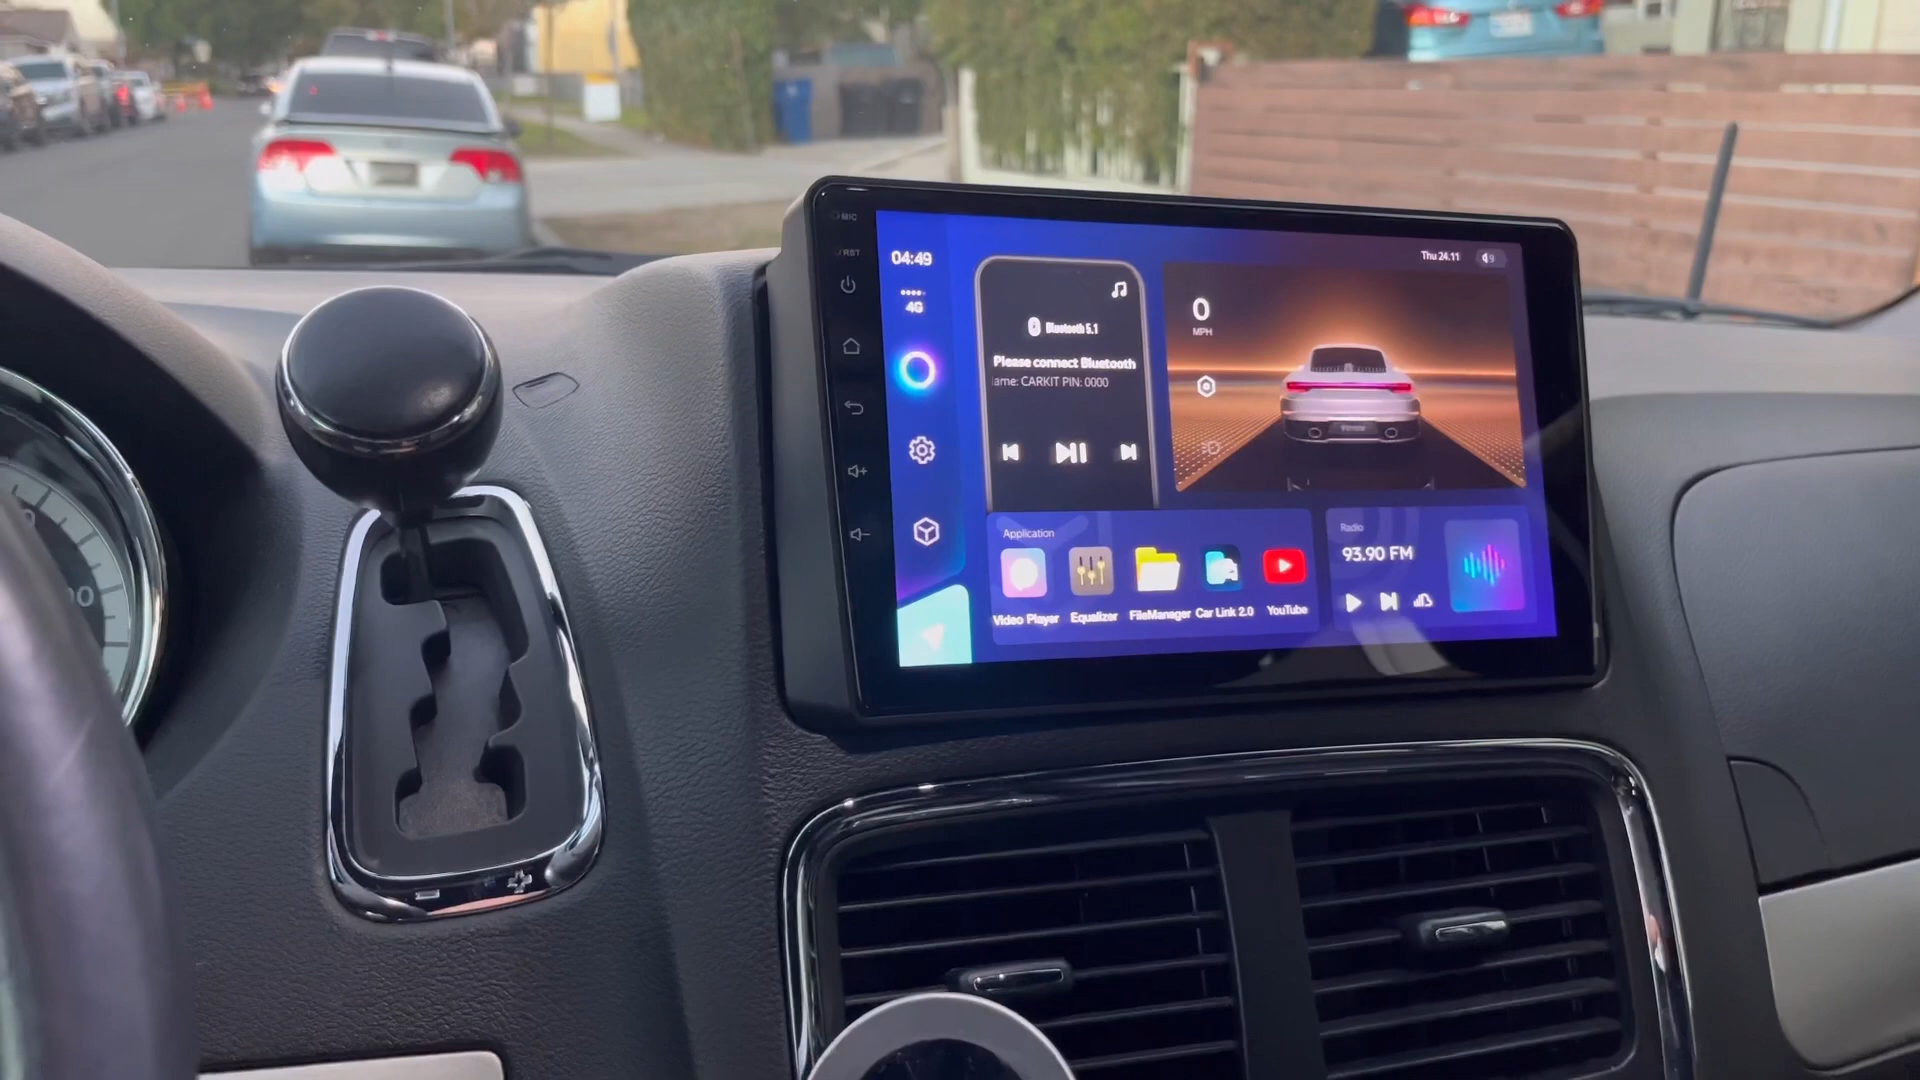 MIC
RST
04:49
4G
Bluetooth 5.1
Please connect Bluetooth
ame: CARKIT PIN: 0000
0
MPH
Thu 24.11
9
Application
Video Player
Equalizer
FileManager
Car Link 2.0
YouTube
Radio
93.90 FM